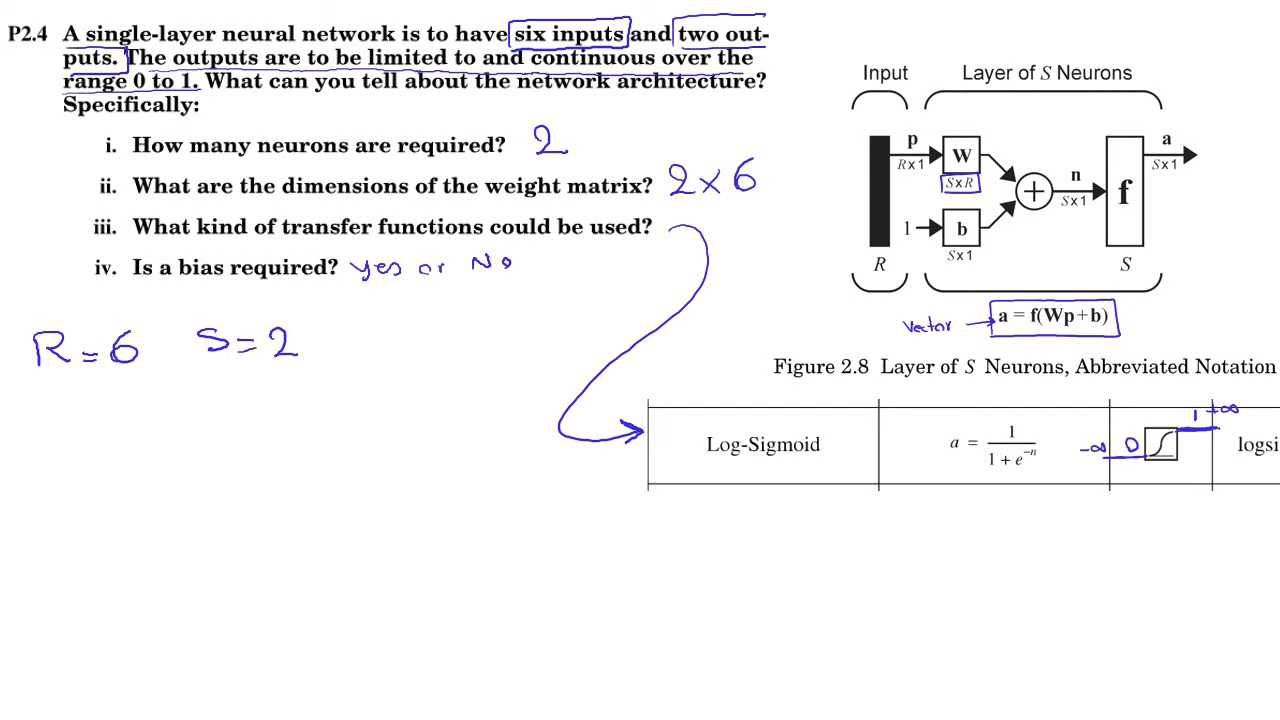 P2.4 A single-layer neural network is to have six inputs and two out-
puts. The outputs are to be limited to and continuous over the
range 0 to 1. What can you tell about the network architecture?
Specifically:
i. How many neurons are required? 2
ii. What are the dimensions of the weight matrix? 2 × 6
iii. What kind of transfer functions could be used?
iv. Is a bias required? Yes or No
R = 6 S = 2
Input Layer of S Neurons
p W n f a
R x 1 S x R S x 1 S x 1
1 b
S x 1
R S
Vector a = f(Wp+b)
Figure 2.8 Layer of S Neurons, Abbreviated Notation
Log-Sigmoid a = 1 / (1 + e^-n) -∞ 0 1 +∞ logsi